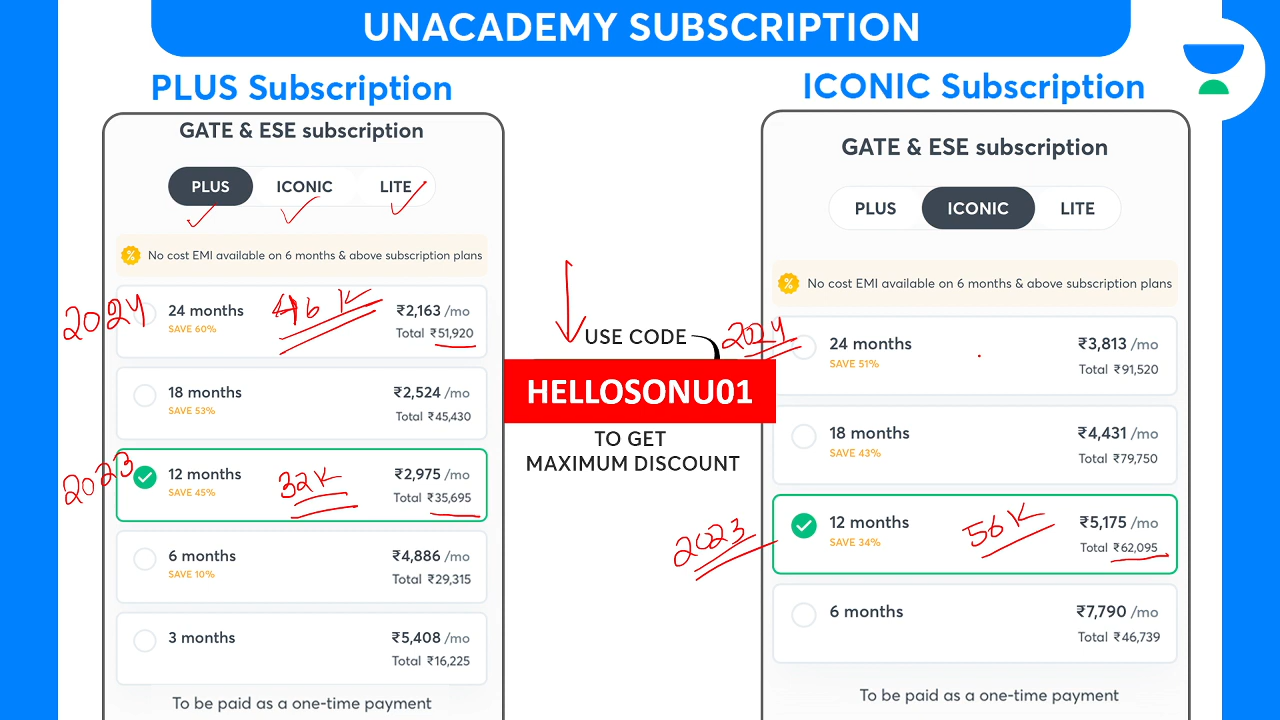 UNACADEMY SUBSCRIPTION
PLUS Subscription
GATE & ESE subscription
PLUS ICONIC LITE
No cost EMI available on 6 months & above subscription plans
2024
24 months 46 K ₹2,163 /mo
SAVE 60% Total ₹51,920
18 months ₹2,524 /mo
SAVE 53% Total ₹45,430
2023
12 months 32K ₹2,975 /mo
SAVE 45% Total ₹35,695
6 months ₹4,886 /mo
SAVE 10% Total ₹29,315
3 months ₹5,408 /mo
Total ₹16,225
To be paid as a one-time payment
USE CODE
HELLOSONU01
TO GET
MAXIMUM DISCOUNT
ICONIC Subscription
GATE & ESE subscription
PLUS ICONIC LITE
No cost EMI available on 6 months & above subscription plans
2024
24 months ₹3,813 /mo
SAVE 51% Total ₹91,520
18 months ₹4,431 /mo
SAVE 43% Total ₹79,750
2023
12 months 56 K ₹5,175 /mo
SAVE 34% Total ₹62,095
6 months ₹7,790 /mo
Total ₹46,739
To be paid as a one-time payment